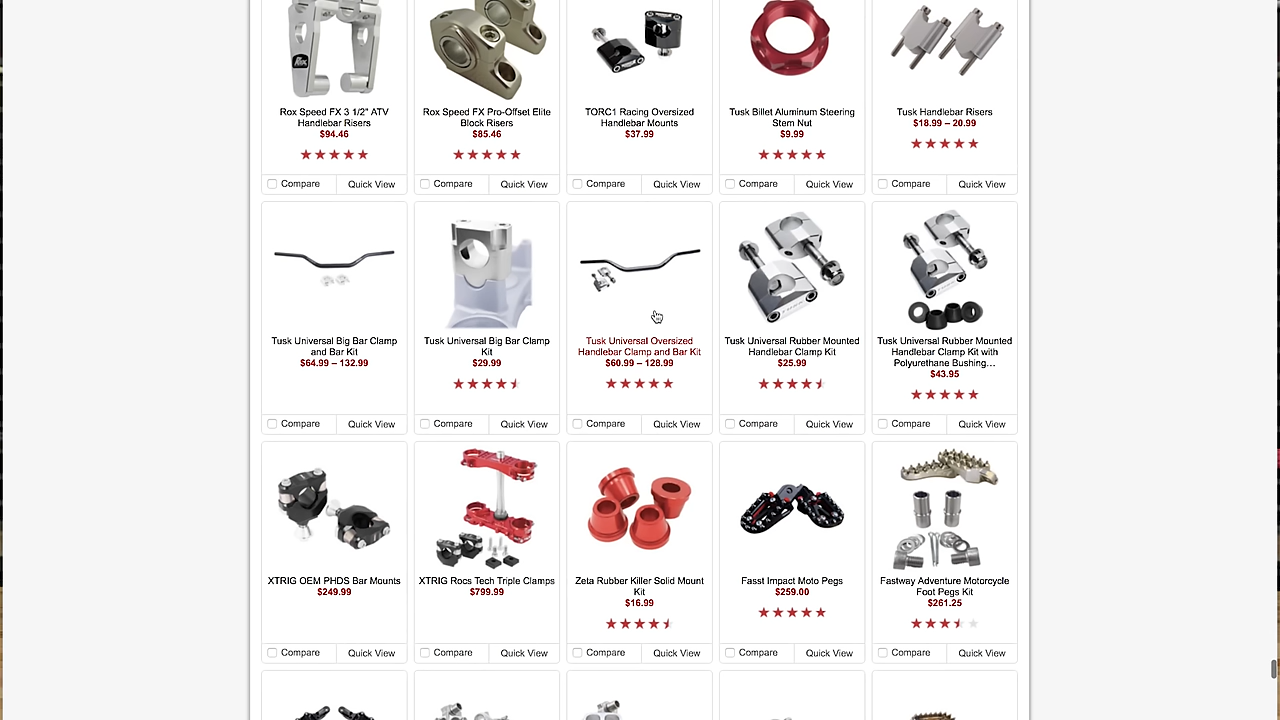 ROX
Rox Speed FX 3 1/2" ATV
Handlebar Risers
$94.46
Rox Speed FX Pro-Offset Elite
Block Risers
$85.46
TORC1 Racing Oversized
Handlebar Mounts
$37.99
Tusk Billet Aluminum Steering
Stem Nut
$9.99
Tusk Handlebar Risers
$18.99 – 20.99
Compare Quick View
Compare Quick View
Compare Quick View
Compare Quick View
Compare Quick View
Tusk Universal Big Bar Clamp
and Bar Kit
$64.99 – 132.99
Tusk Universal Big Bar Clamp
Kit
$29.99
Tusk Universal Oversized
Handlebar Clamp and Bar Kit
$60.99 – 128.99
Tusk Universal Rubber Mounted
Handlebar Clamp Kit
$25.99
Tusk Universal Rubber Mounted
Handlebar Clamp Kit with
Polyurethane Bushing…
$43.95
Compare Quick View
Compare Quick View
Compare Quick View
Compare Quick View
Compare Quick View
XTRIG OEM PHDS Bar Mounts
$249.99
XTRIG Rocs Tech Triple Clamps
$799.99
Zeta Rubber Killer Solid Mount
Kit
$16.99
Fasst Impact Moto Pegs
$259.00
Fastway Adventure Motorcycle
Foot Pegs Kit
$261.25
Compare Quick View
Compare Quick View
Compare Quick View
Compare Quick View
Compare Quick View